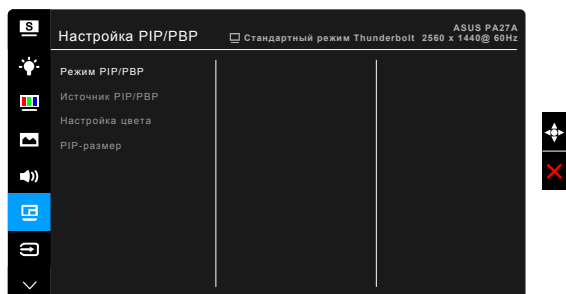 S
Настройка PIP/PBP
Стандартный режим Thunderbolt
ASUS PA27A
2560 x 1440@ 60Hz
Режим PIP/PBP
Источник PIP/PBP
Настройка цвета
PIP-размер